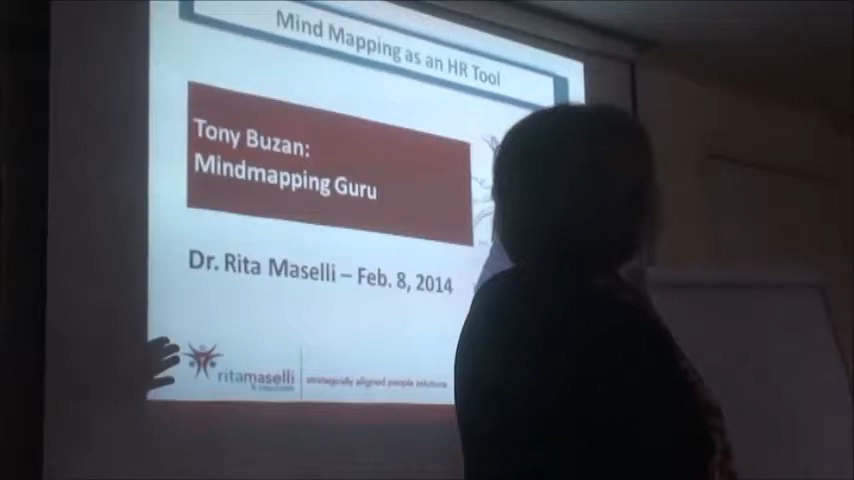 Mind Mapping as an HR Tool
Tony Buzan:
Mindmapping Guru
Dr. Rita Maselli – Feb. 8, 2014
ritamaselli
strategically aligned people solutions